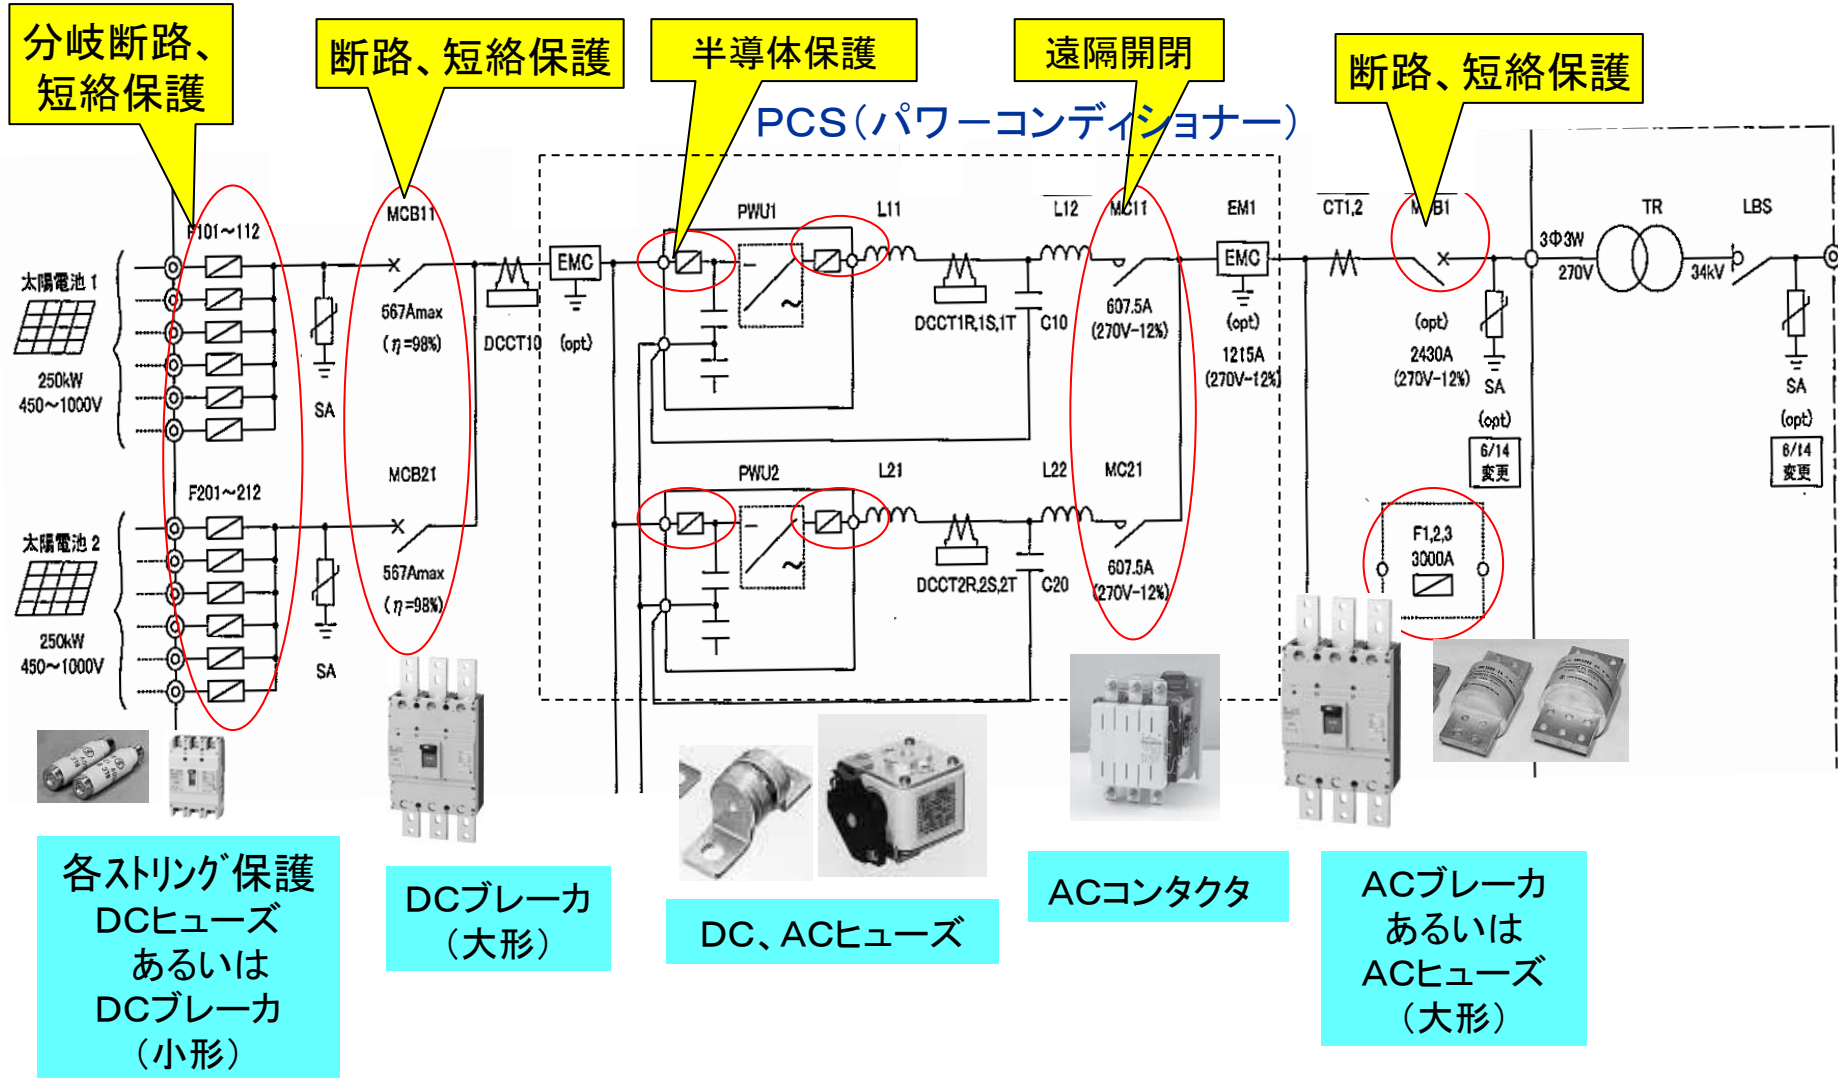 分岐断路、
短絡保護
断路、短絡保護
半導体保護
遠隔開閉
断路、短絡保護
PCS(パワーコンディショナー)
F101~112
MCB11
PWU1
L11
L12
MC11
EM1
CT1,2
TR
LBS
太陽電池 1
250kW
450~1000V
SA
567Amax
(η=98%)
DCCT10
EMC
(opt)
DCCT1R,1S,1T
C10
607.5A
(270V-12%)
EMC
(opt)
1215A
(270V-12%)
(opt)
2430A
(270V-12%)
3Φ3W
270V
34kV
SA
(opt)
6/14
変更
SA
(opt)
6/14
変更
F201~212
MCB21
PWU2
L21
L22
MC21
太陽電池 2
250kW
450~1000V
SA
567Amax
(η=98%)
DCCT2R,2S,2T
C20
607.5A
(270V-12%)
F1,2,3
3000A
各ストリング保護
DCヒューズ
あるいは
DCブレーカ
(小形)
DCブレーカ
(大形)
DC、ACヒューズ
ACコンタクタ
ACブレーカ
あるいは
ACヒューズ
(大形)